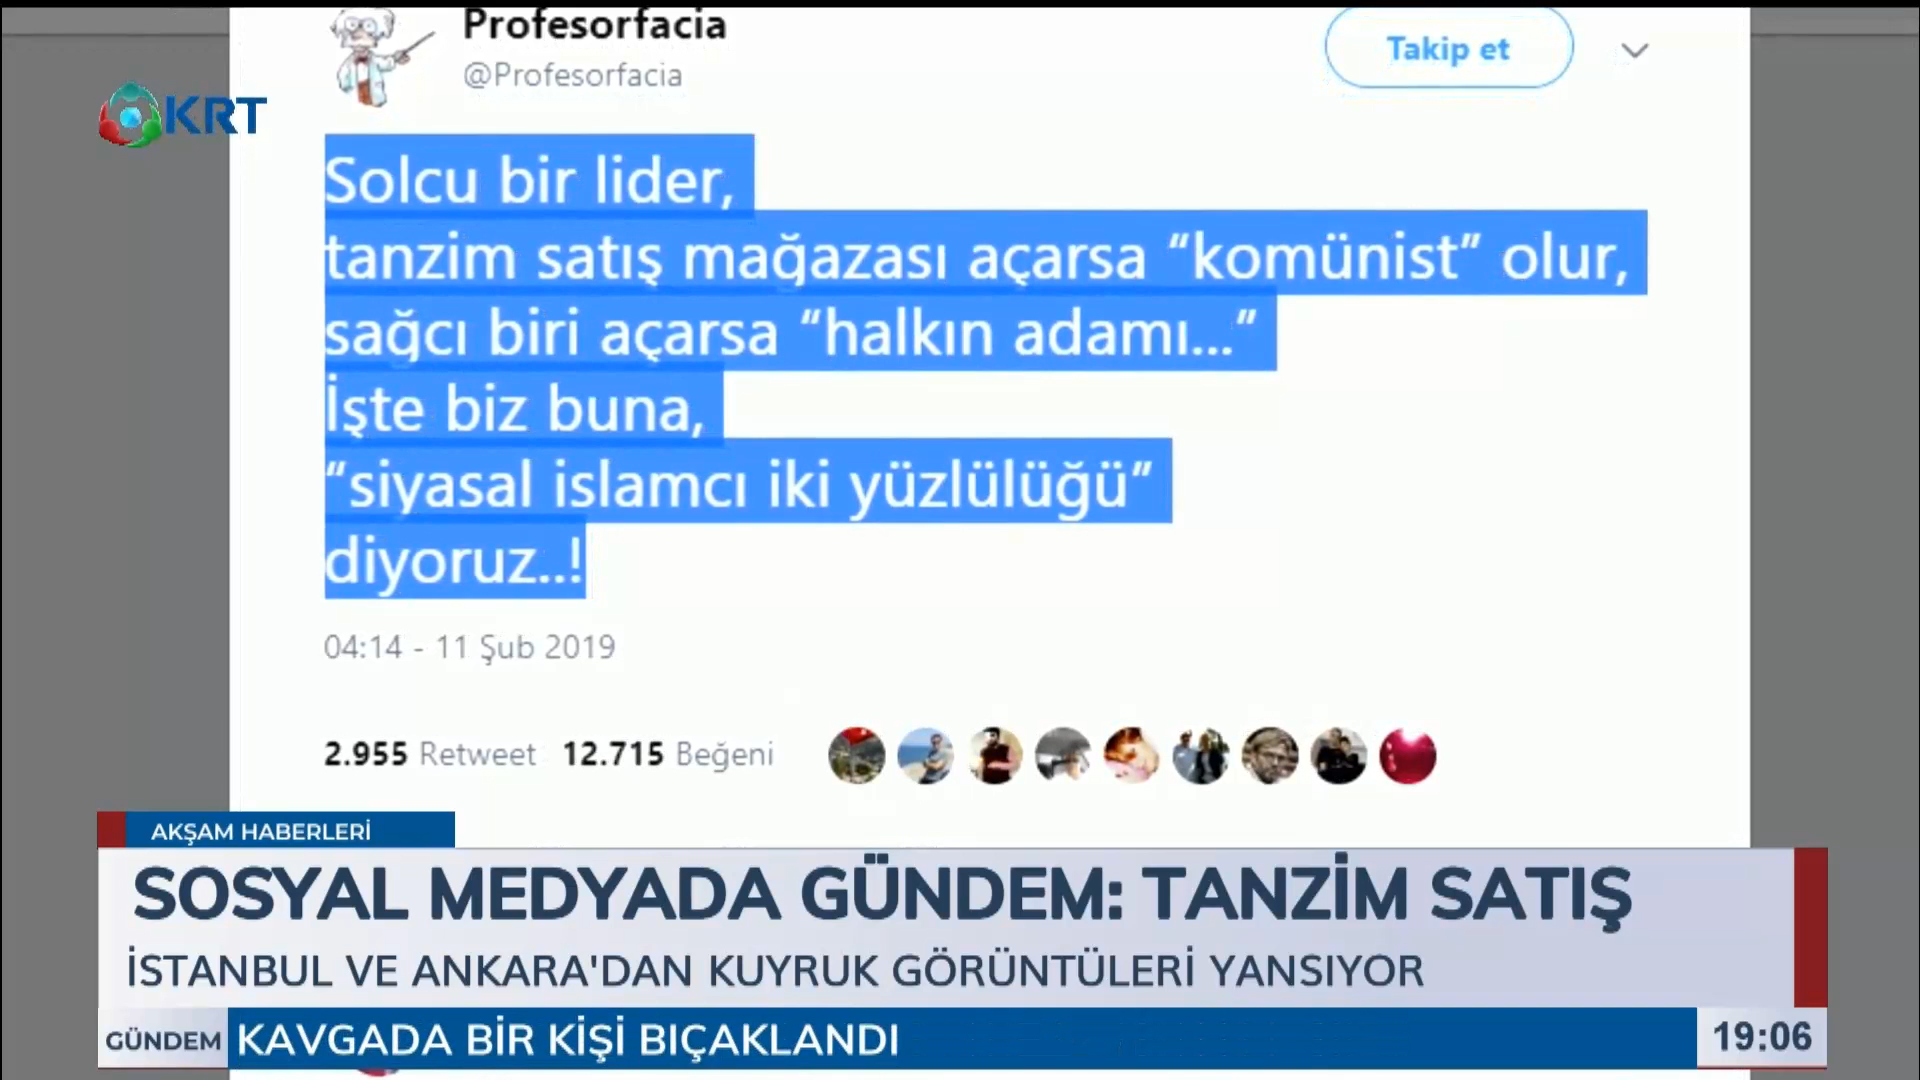 Profesorfacia
@Profesorfacia
Takip et
KRT
Solcu bir lider,
tanzim satış mağazası açarsa “komünist” olur,
sağcı biri açarsa “halkın adamı...”
İşte biz buna,
“siyasal islamcı iki yüzlülüğü”
diyoruz..!
04:14 - 11 Şub 2019
2.955 Retweet 12.715 Beğeni
AKŞAM HABERLERİ
SOSYAL MEDYADA GÜNDEM: TANZİM SATIŞ
İSTANBUL VE ANKARA'DAN KUYRUK GÖRÜNTÜLERİ YANSIYOR
GÜNDEM KAVGADA BİR KİŞİ BIÇAKLANDI 19:06